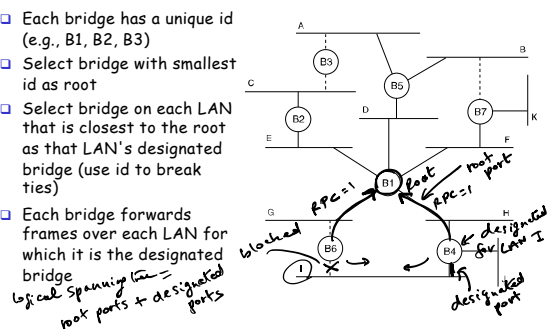 Each bridge has a unique id
(e.g., B1, B2, B3)
Select bridge with smallest
id as root
Select bridge on each LAN
that is closest to the root
as that LAN's designated
bridge (use id to break
ties)
Each bridge forwards
frames over each LAN for
which it is the designated
bridge
Logical spanning tree =
root ports + designated
ports
A
B
B3
B5
C
D
B7
K
B2
E
F
B1
Root
root
port
RPC=1
RPC=1
G
H
blocked
B6
B4
designated
for LAN I
I
designated
port